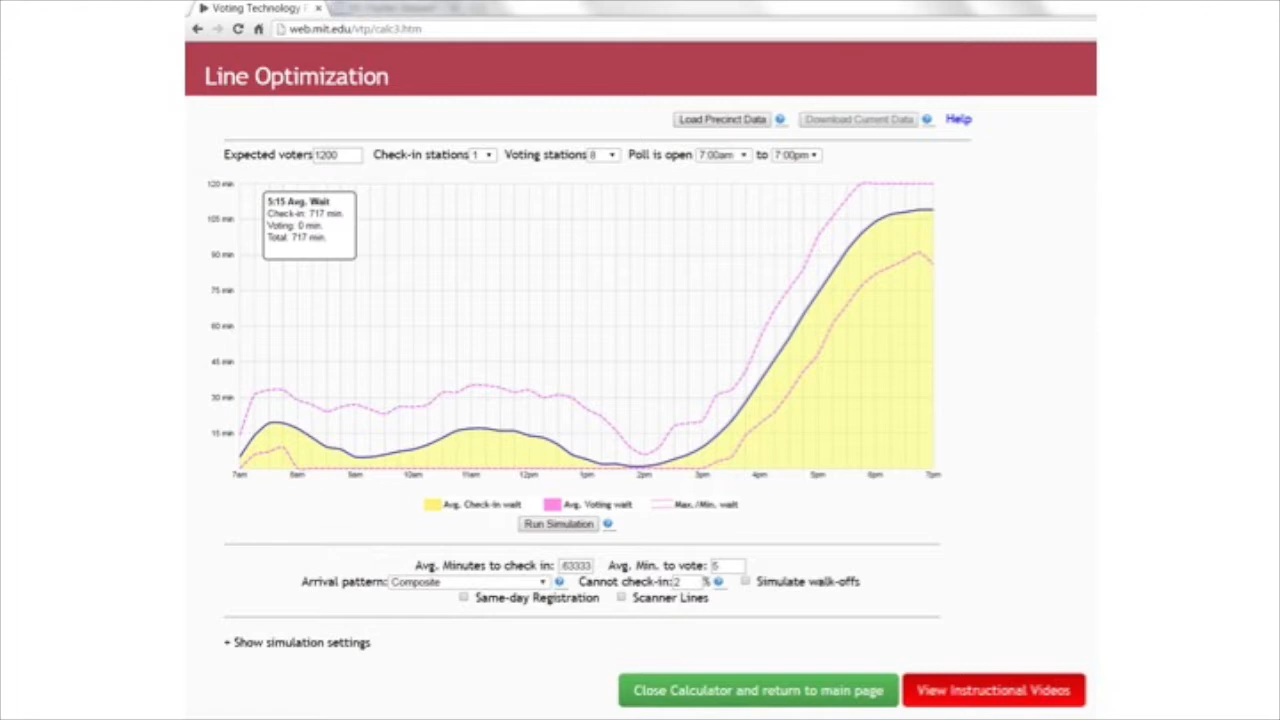 Voting Technology
web.mit.edu/vtp/calc3.htm
Line Optimization
Load Precinct Data Download Current Data Help
Expected voters 1200 Check-in stations 1 Voting stations 8 Poll is open 7:00am to 7:00pm
120 min
5:15 Avg. Wait
Check-in: 717 min.
Voting: 0 min.
Total: 717 min.
105 min
90 min
75 min
60 min
45 min
30 min
15 min
7am 8am 9am 10am 11am 12pm 1pm 2pm 3pm 4pm 5pm 6pm 7pm
Avg. Check-in wait Avg. Voting wait Max./Min. wait
Run Simulation
Avg. Minutes to check in: 63333 Avg. Min. to vote: 5
Arrival pattern: Composite Cannot check-in: 2 % Simulate walk-offs
Same-day Registration Scanner Lines
+ Show simulation settings
Close Calculator and return to main page View Instructional Videos